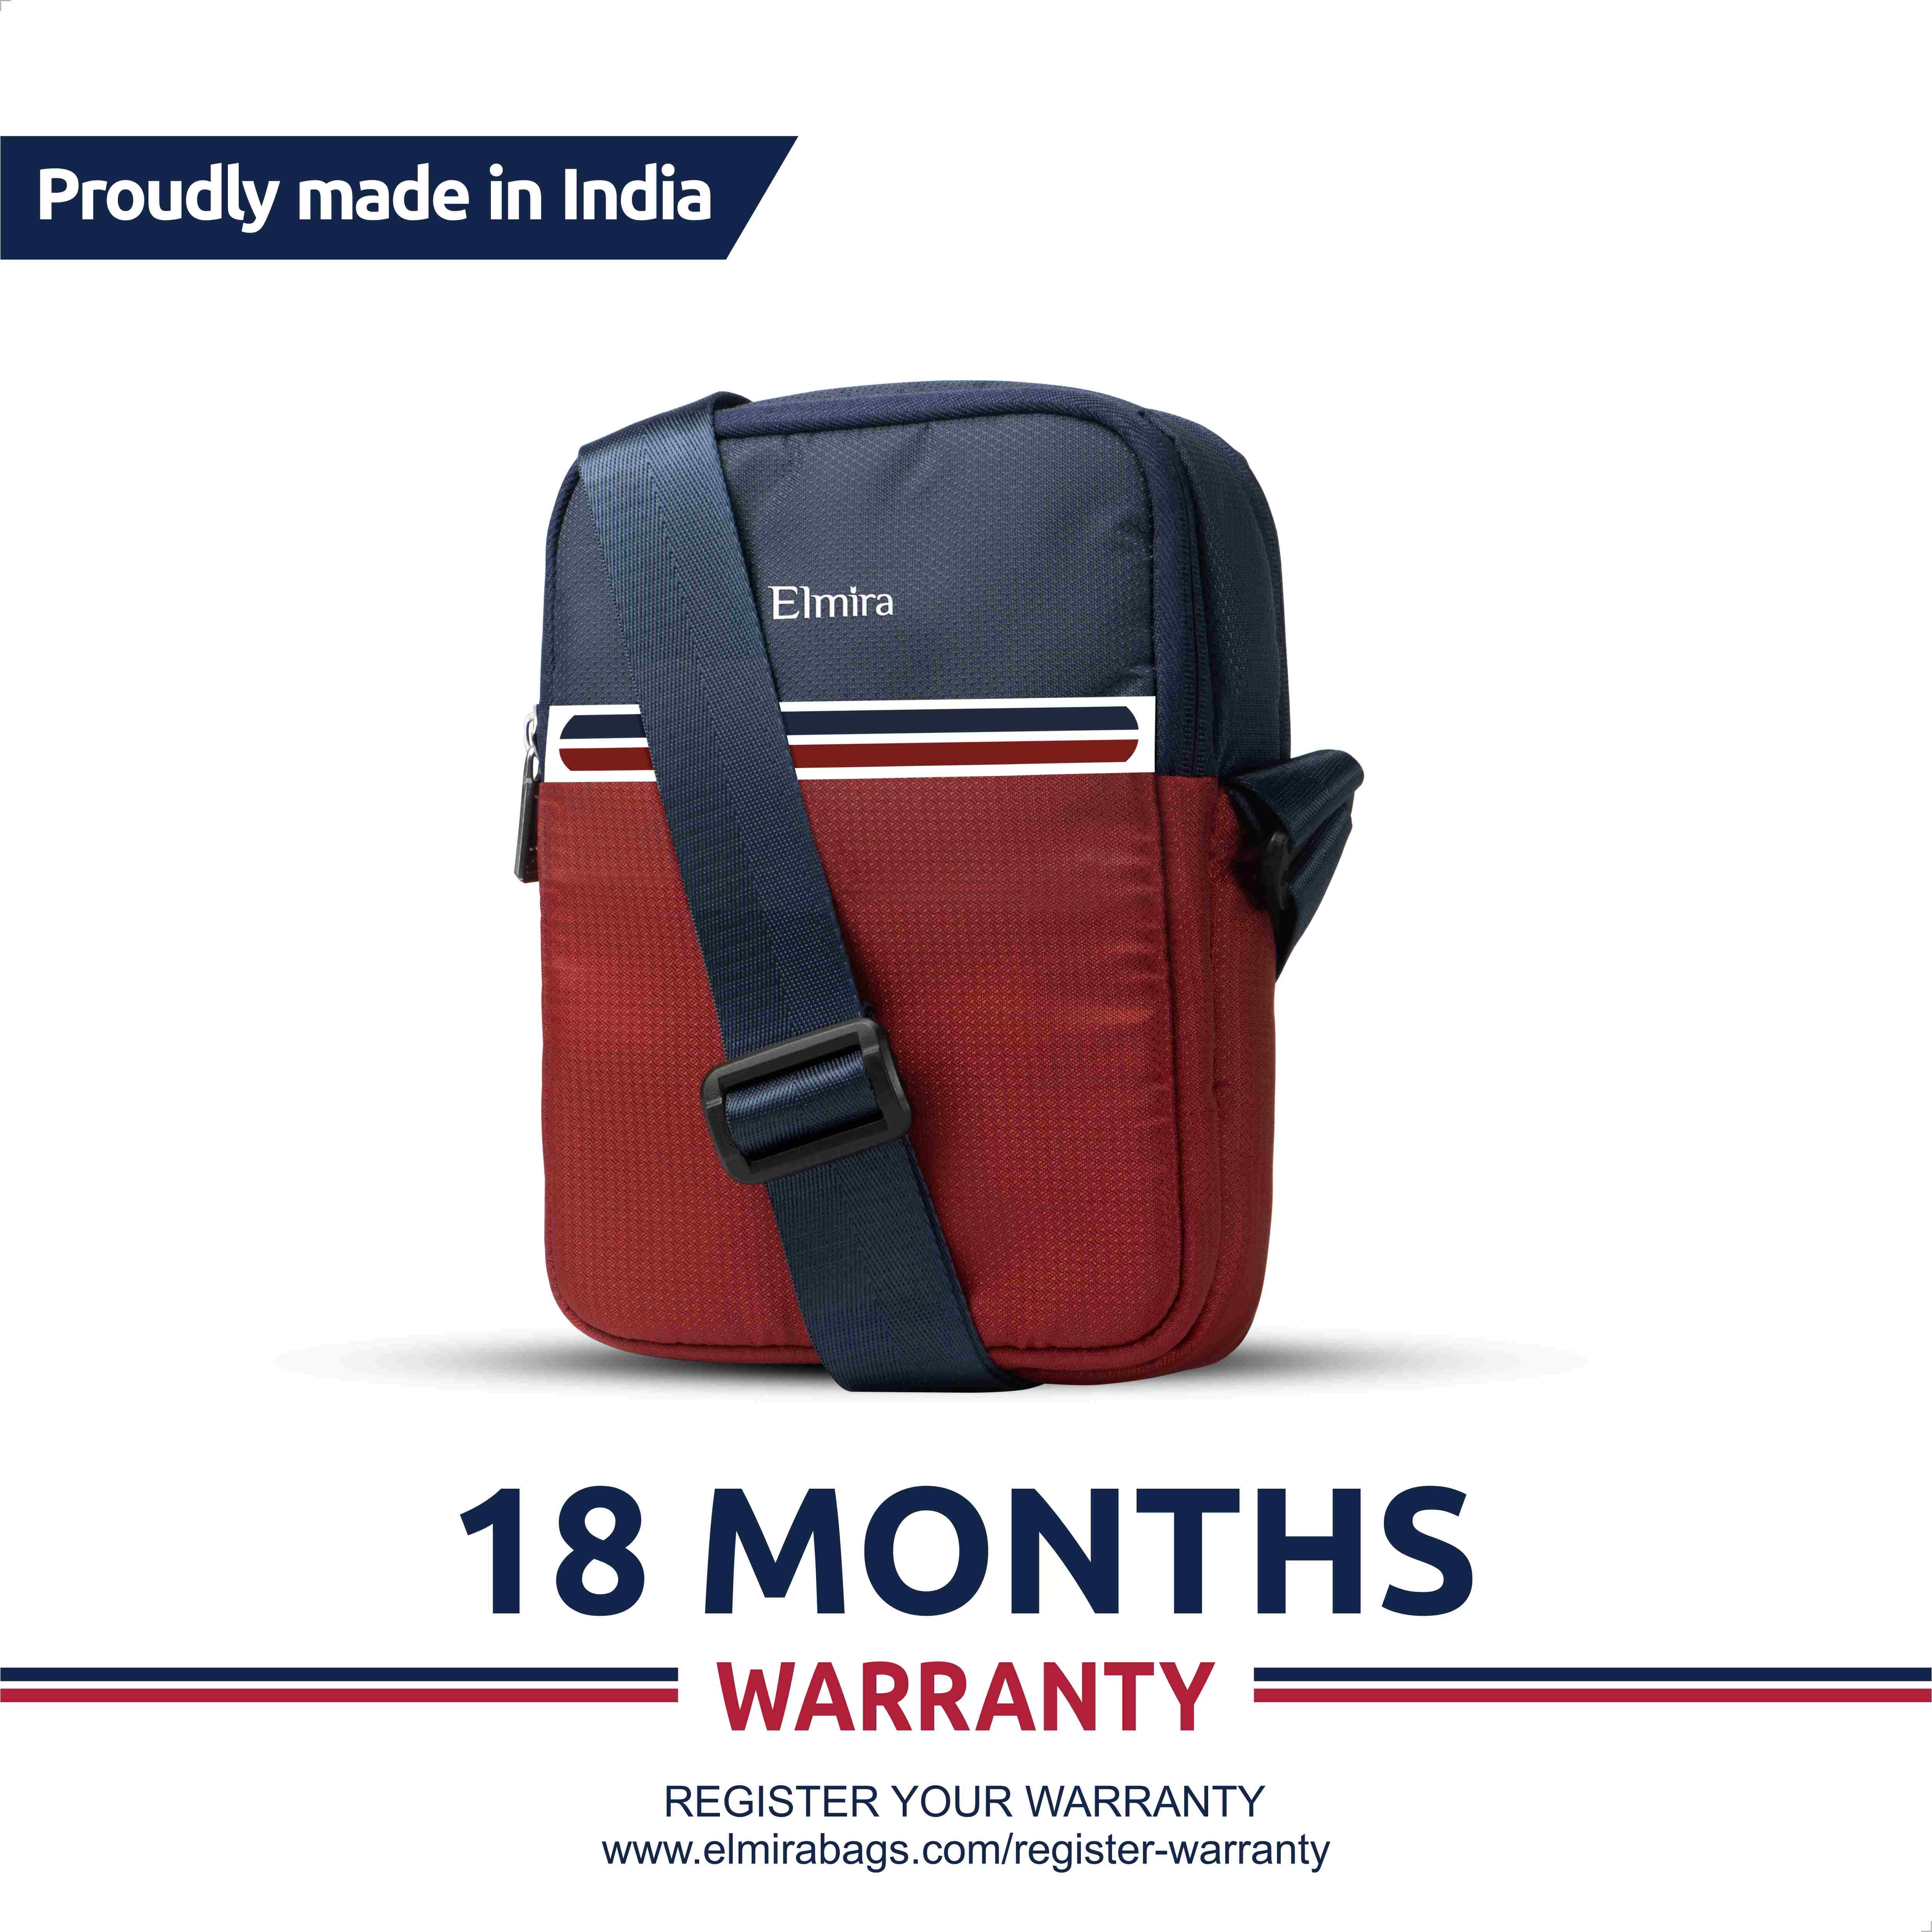 Proudly made in India
Elmira
18 MONTHS
WARRANTY
REGISTER YOUR WARRANTY
www.elmirabags.com/register-warranty